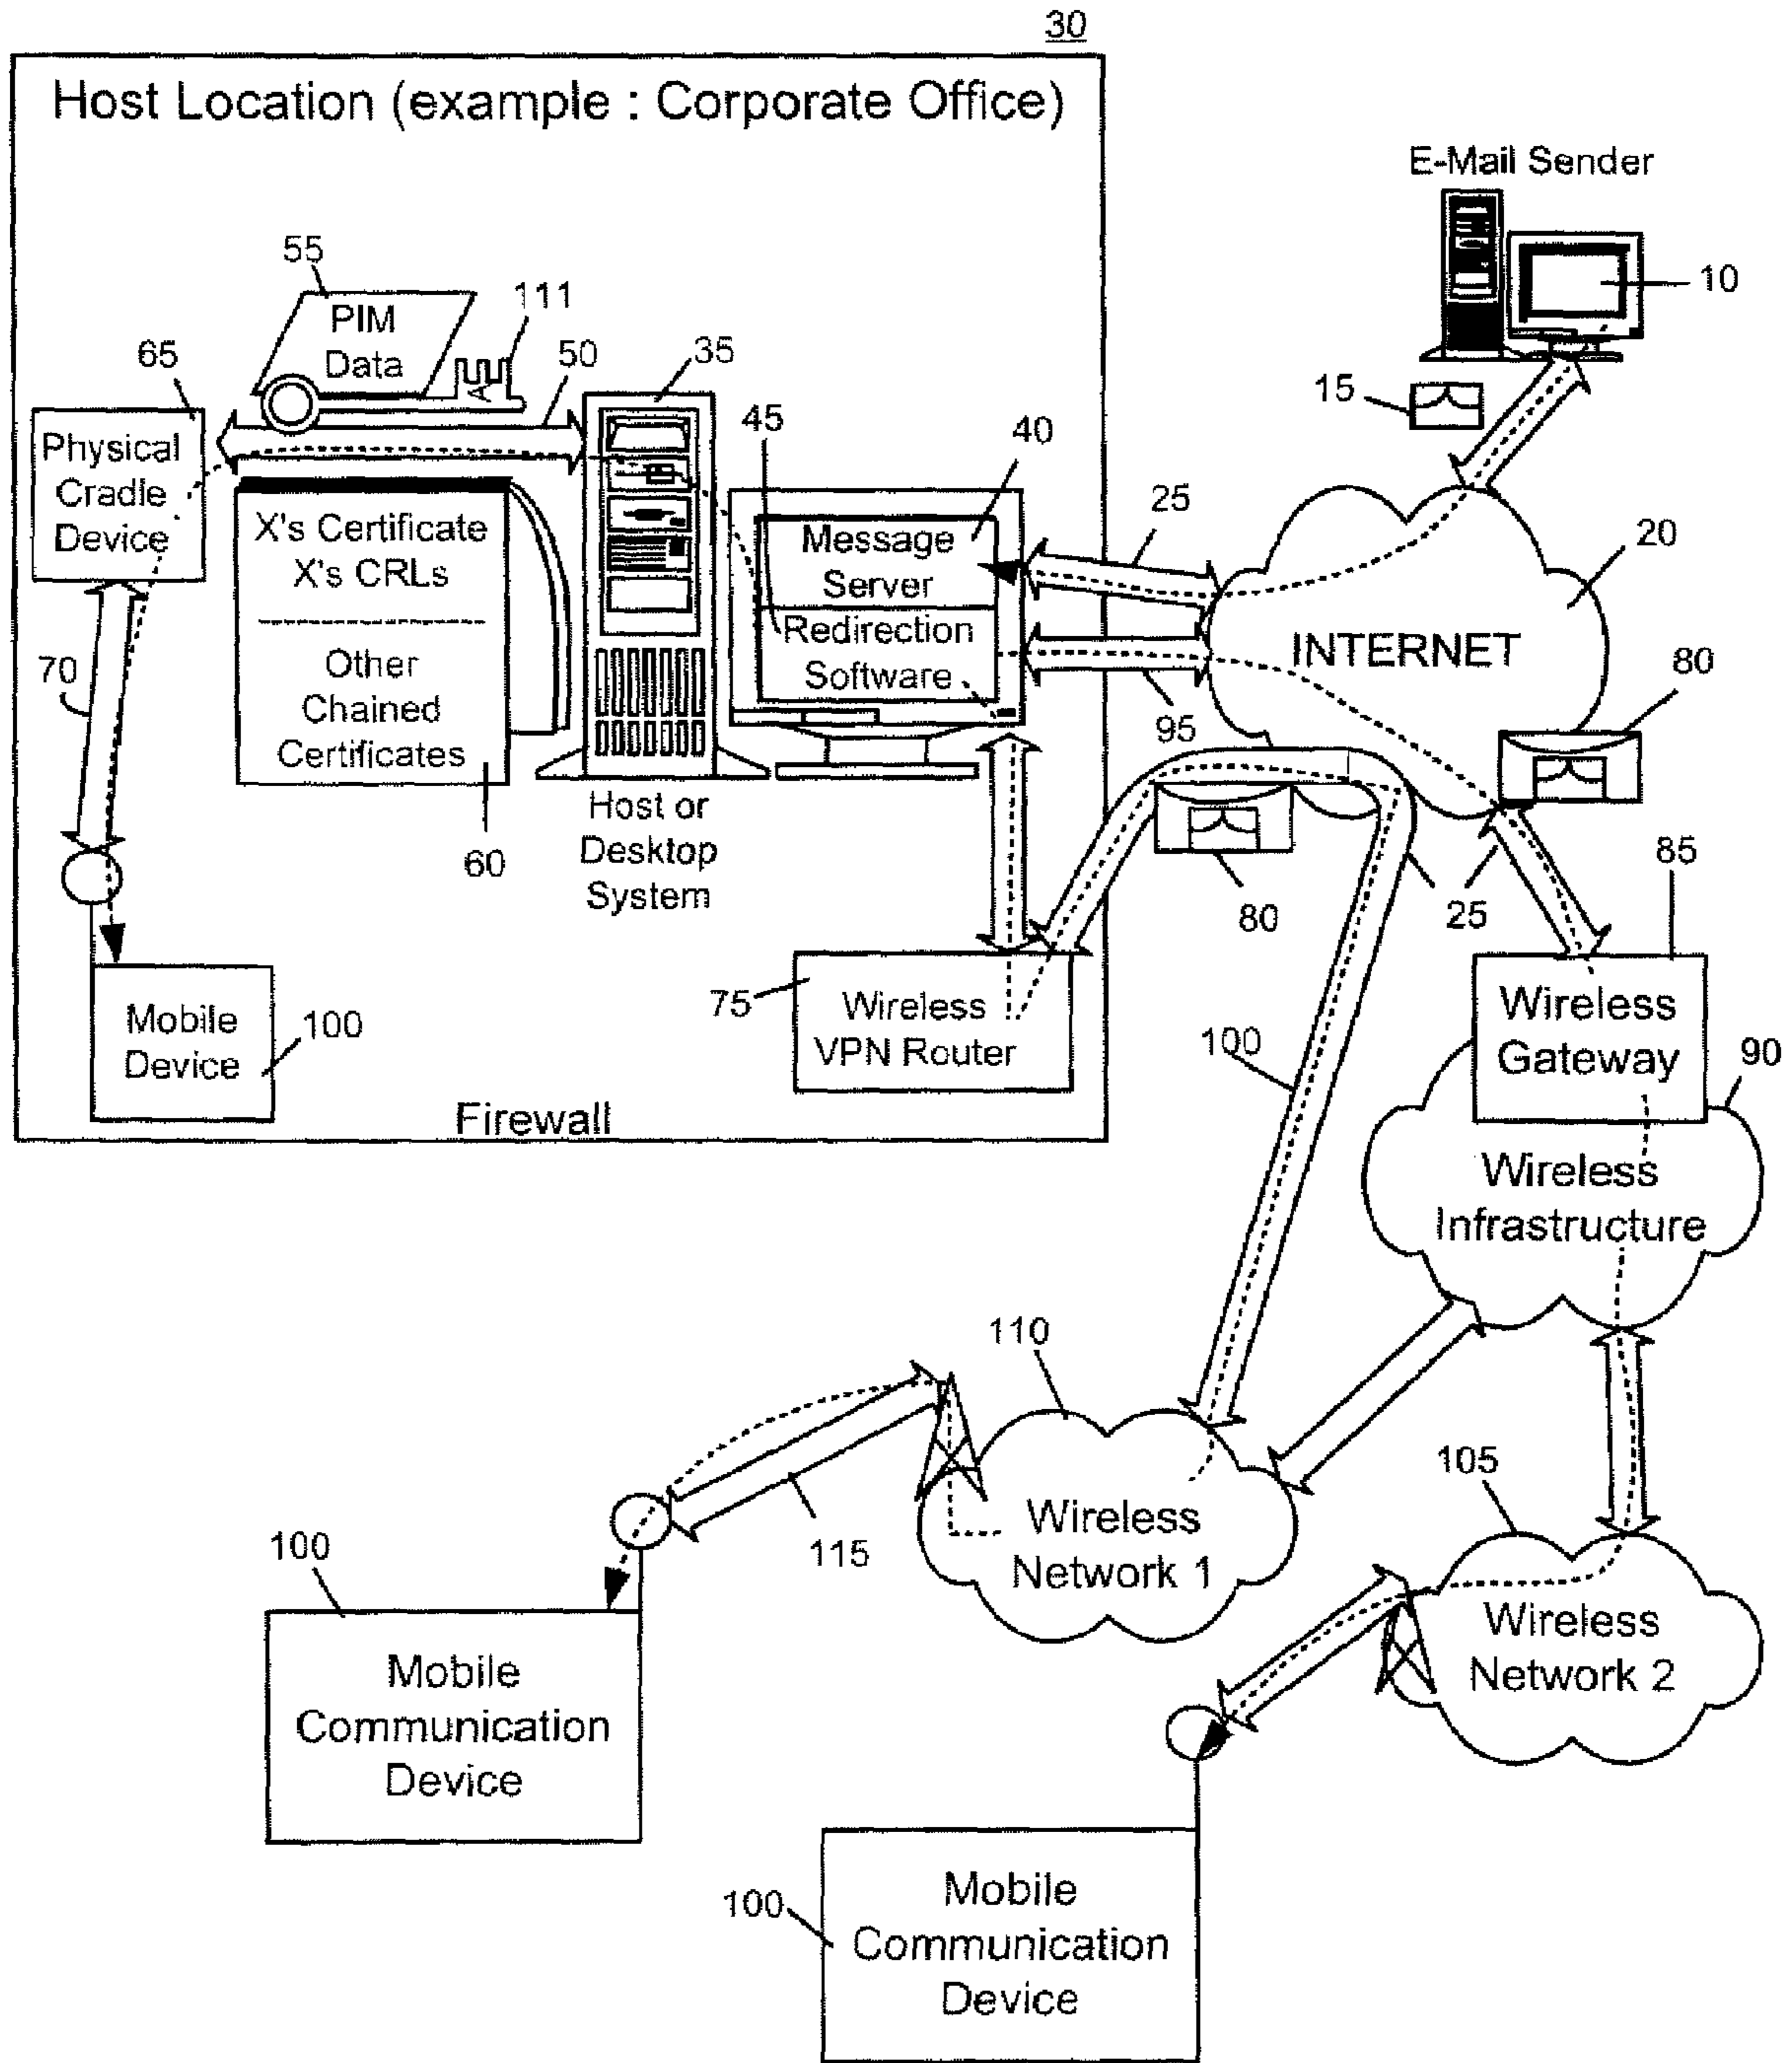 30
Host Location (example : Corporate Office)
E-Mail Sender
10
15
55
PIM
Data
111
65
50
35
Physical
Cradle
Device
45
40
25
20
X's Certificate
X's CRLs
Other
Chained
Certificates
60
Message
Server
Redirection
Software
INTERNET
80
95
70
Host or
Desktop
System
80
25
85
Mobile
Device
100
75
Wireless
VPN Router
100
Wireless
Gateway
90
Firewall
Wireless
Infrastructure
110
105
115
Wireless
Network 1
100
Mobile
Communication
Device
Wireless
Network 2
100
Mobile
Communication
Device